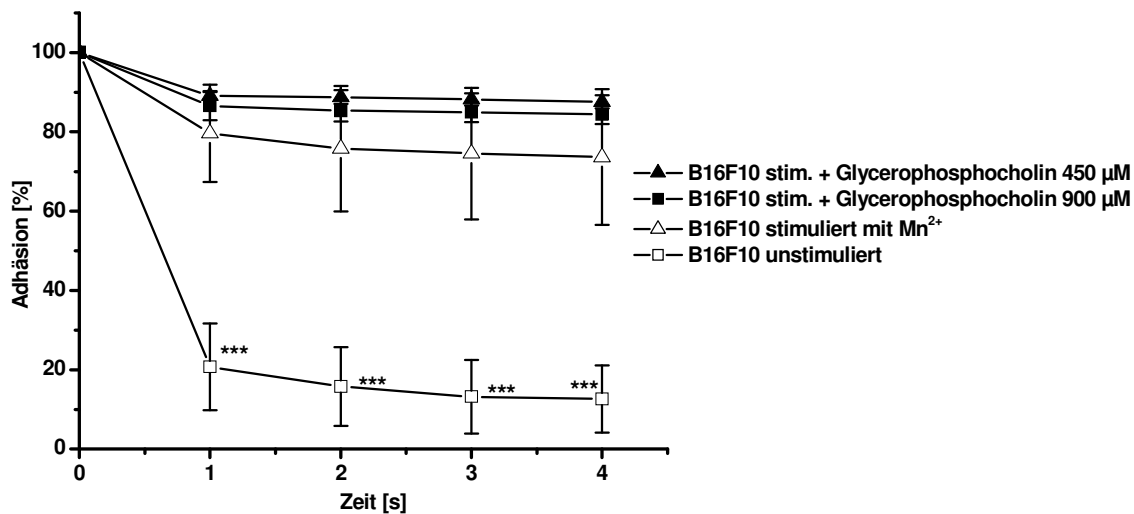 Adhäsion [%]
100
80
60
40
20
0
***
***
***
***
0 1 2 3 4
Zeit [s]
B16F10 stim. + Glycerophosphocholin 450 µM
B16F10 stim. + Glycerophosphocholin 900 µM
B16F10 stimuliert mit Mn²⁺
B16F10 unstimuliert